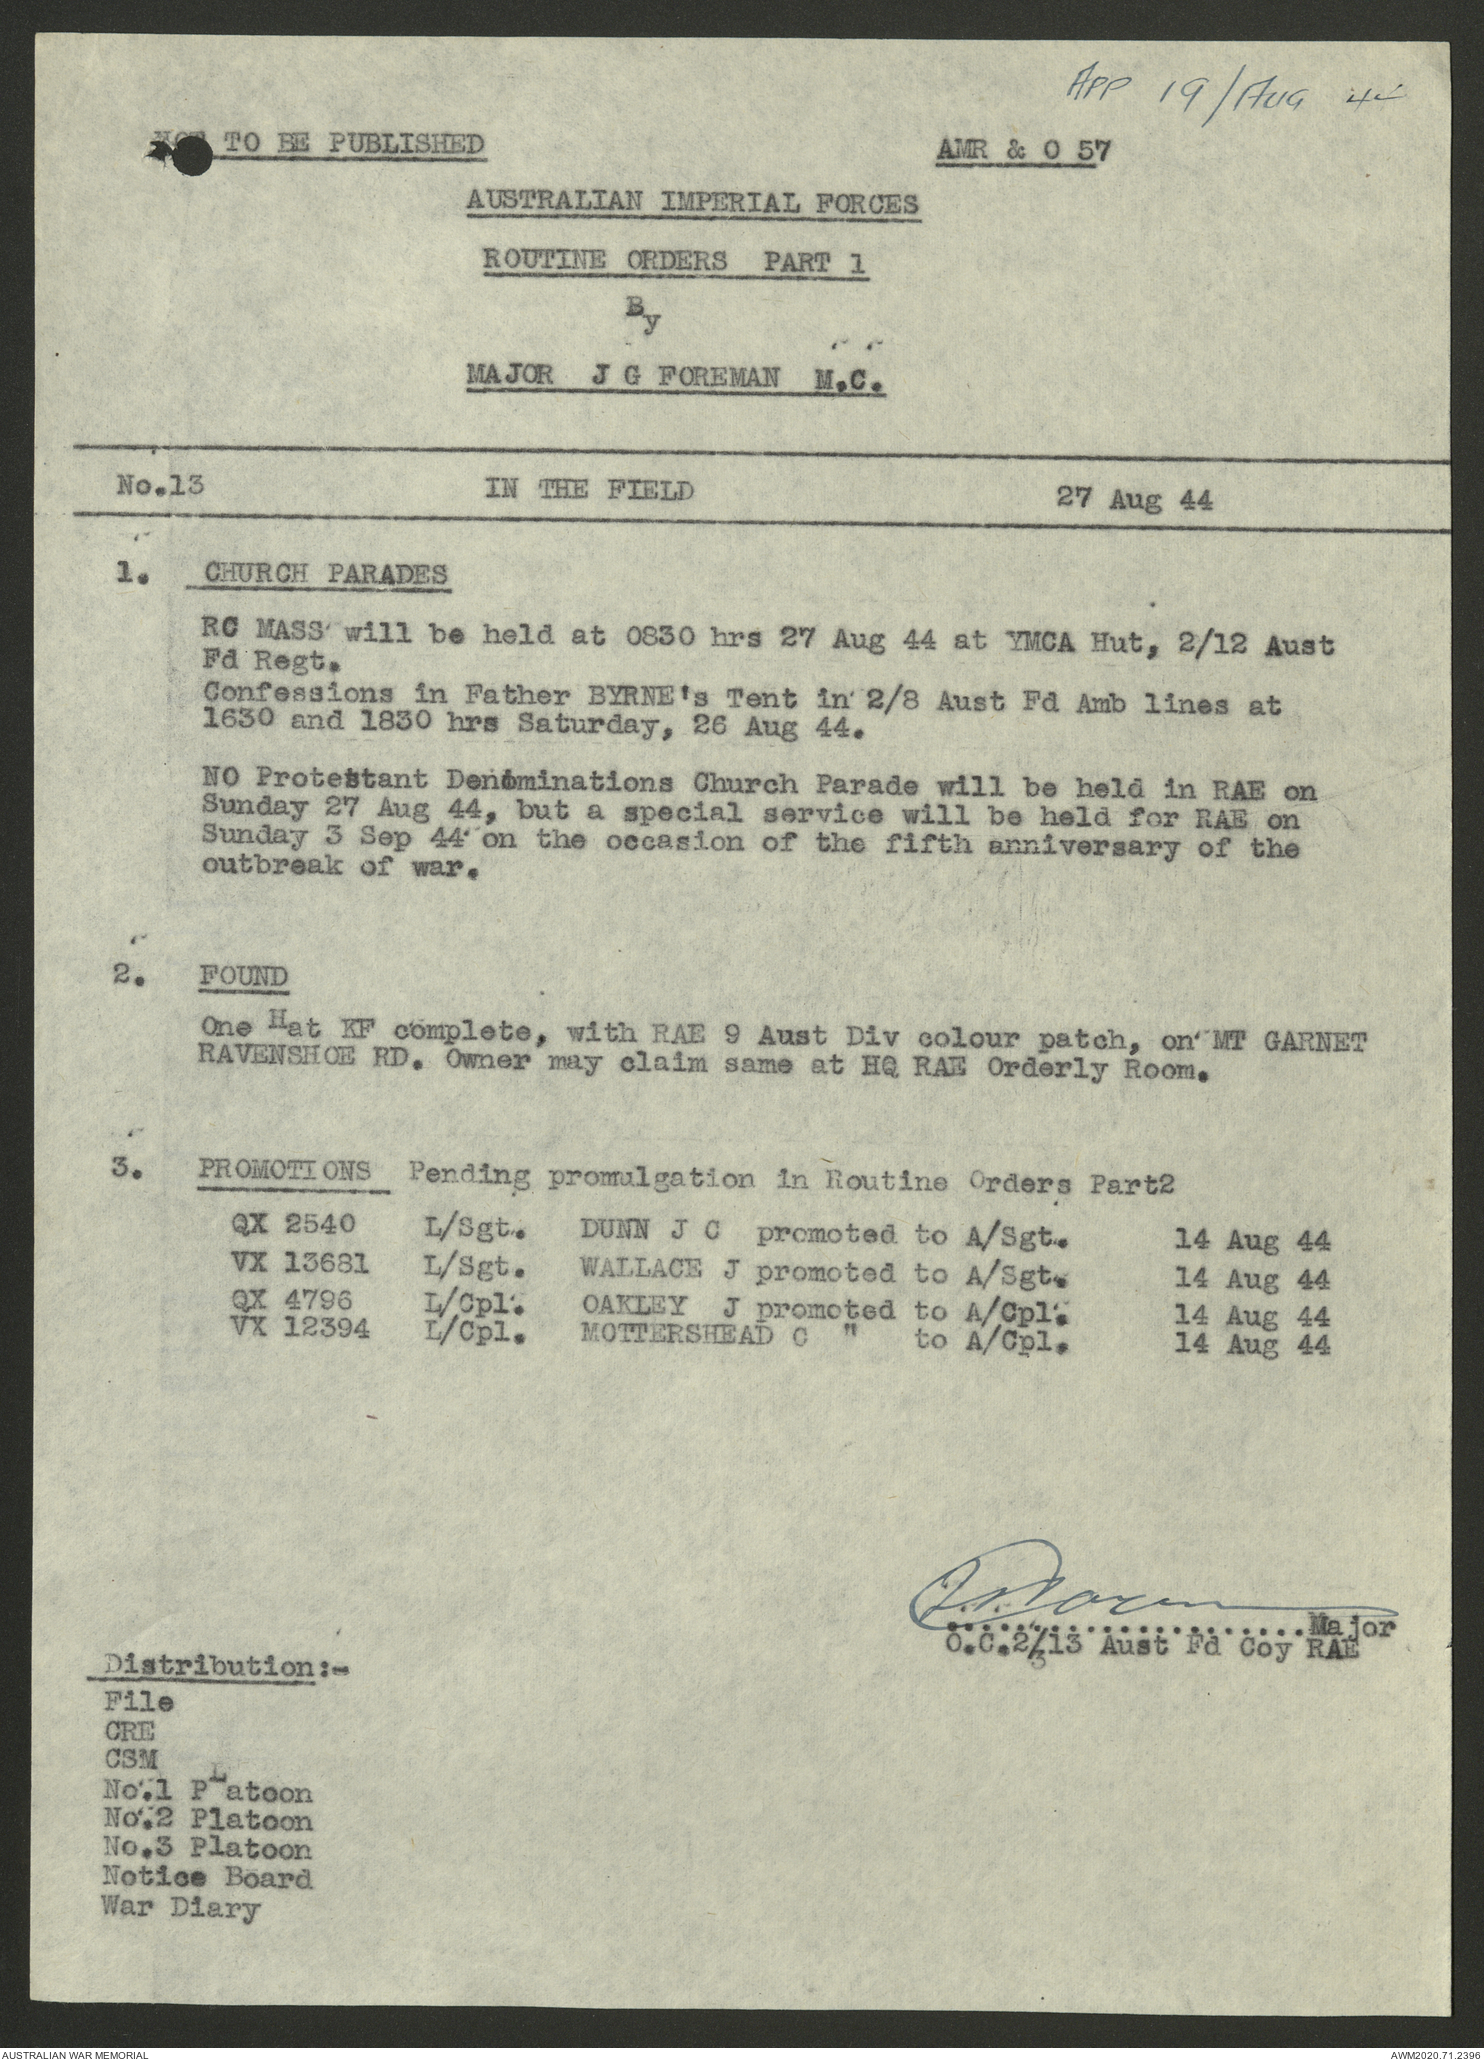 APP 19/AUG 44
NOT TO BE PUBLISHED AMR & O 57
AUSTRALIAN IMPERIAL FORCES
ROUTINE ORDERS PART 1
By
MAJOR J G FOREMAN M.C.
No.13 IN THE FIELD 27 Aug 44
1. CHURCH PARADES
RC MASS will be held at 0830 hrs 27 Aug 44 at YMCA Hut, 2/12 Aust
Fd Regt.
Confessions in Father BYRNE's Tent in 2/8 Aust Fd Amb lines at
1630 and 1830 hrs Saturday, 26 Aug 44.
NO Protestant Denominations Church Parade will be held in RAE on
Sunday 27 Aug 44, but a special service will be held for RAE on
Sunday 3 Sep 44 on the occasion of the fifth anniversary of the
outbreak of war.
2. FOUND
One Hat KF complete, with RAE 9 Aust Div colour patch, on MT GARNET
RAVENSHOE RD. Owner may claim same at HQ RAE Orderly Room.
3. PROMOTIONS Pending promulgation in Routine Orders Part2
QX 2540 L/Sgt. DUNN J C promoted to A/Sgt. 14 Aug 44
VX 13681 L/Sgt. WALLACE J promoted to A/Sgt. 14 Aug 44
QX 4796 L/Cpl. OAKLEY J promoted to A/Cpl. 14 Aug 44
VX 12394 L/Cpl. MOTTERSHEAD C " to A/Cpl. 14 Aug 44
....................Major
O.C.2/13 Aust Fd Coy RAE
3
Distribution:-
File
CRE
CSM
No.1 PLatoon
No.2 Platoon
No.3 Platoon
Notice Board
War Diary
AUSTRALIAN WAR MEMORIAL AWM2020.71.2396